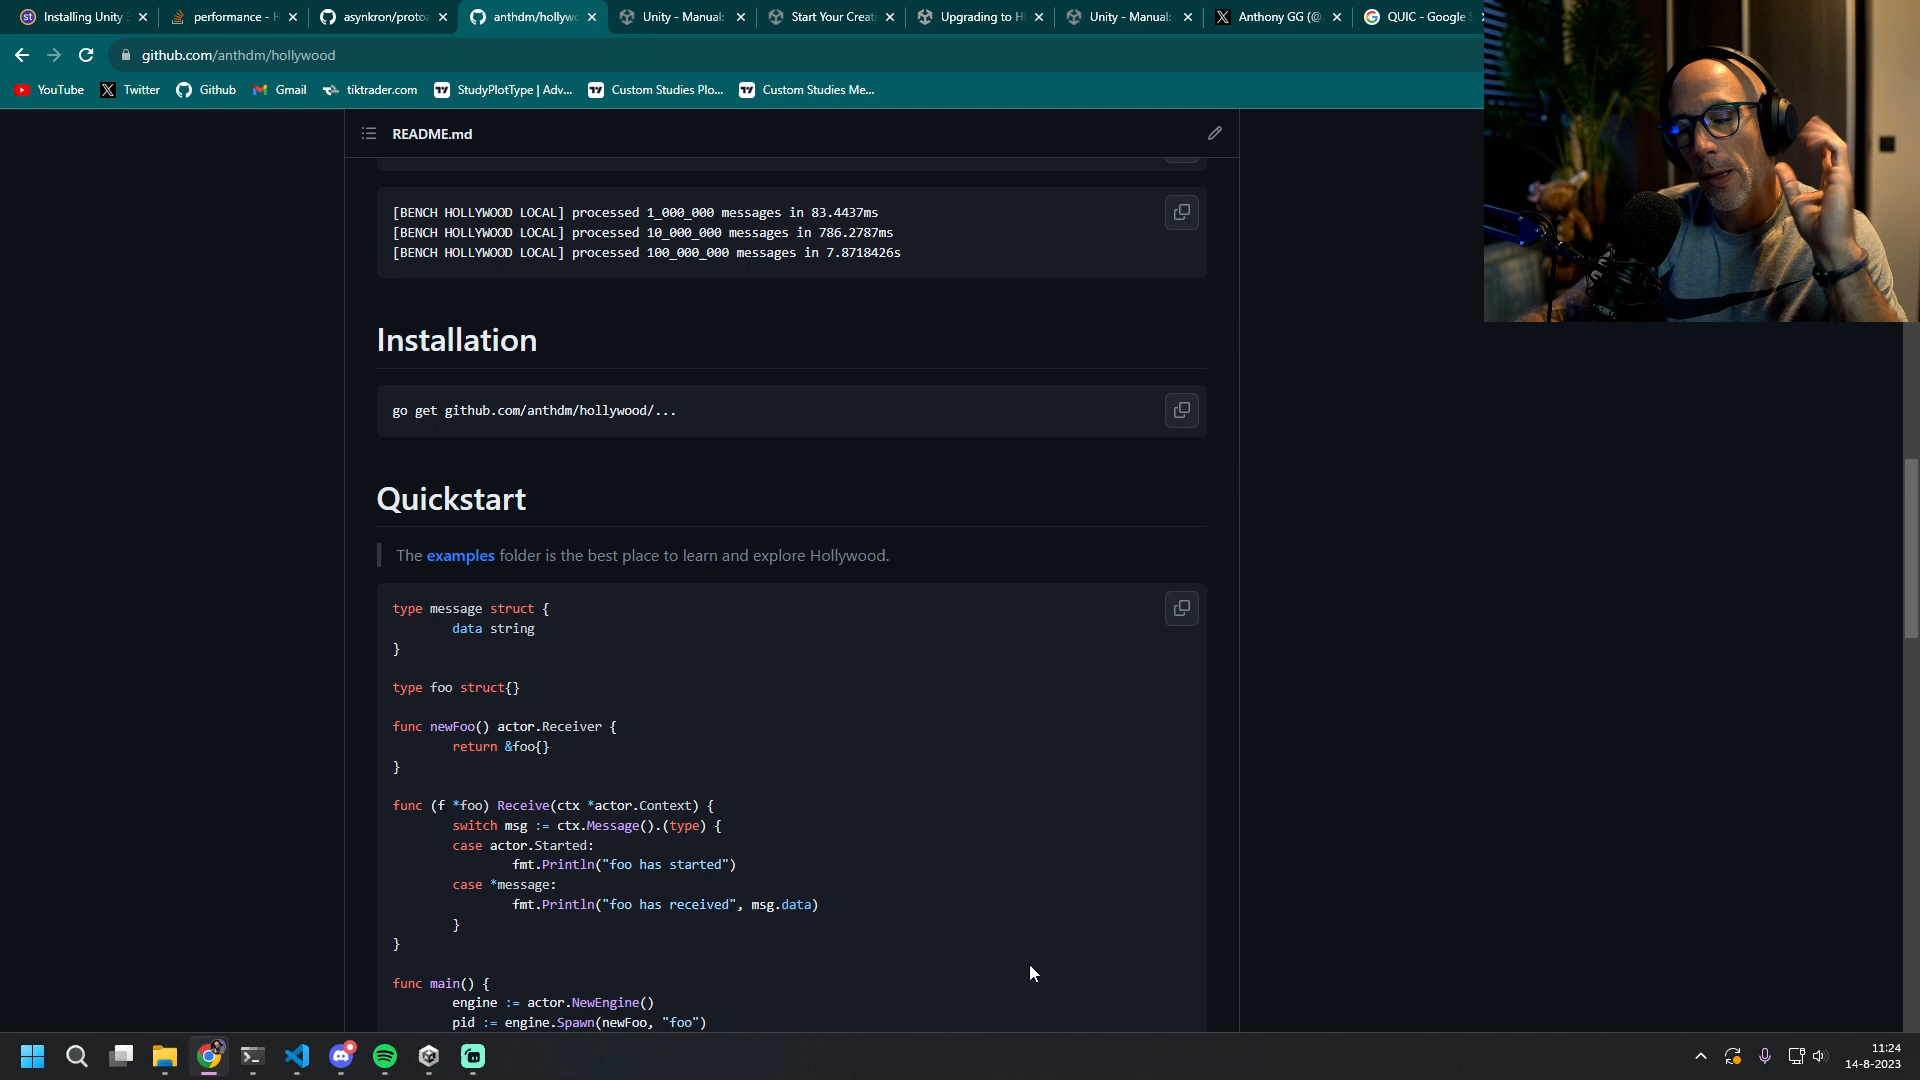 Installing Unity
performance - H
asynkron/protoa
anthdm/hollywo
Unity - Manual:
Start Your Creati
Upgrading to H
Unity - Manual:
Anthony GG (@
QUIC - Google S
github.com/anthdm/hollywood
YouTube
Twitter
Github
Gmail
tiktrader.com
StudyPlotType | Adv...
Custom Studies Plo...
Custom Studies Me...
README.md
[BENCH HOLLYWOOD LOCAL] processed 1_000_000 messages in 83.4437ms
[BENCH HOLLYWOOD LOCAL] processed 10_000_000 messages in 786.2787ms
[BENCH HOLLYWOOD LOCAL] processed 100_000_000 messages in 7.8718426s
Installation
go get github.com/anthdm/hollywood/...
Quickstart
The examples folder is the best place to learn and explore Hollywood.
type message struct {
data string
}
type foo struct{}
func newFoo() actor.Receiver {
return &foo{}
}
func (f *foo) Receive(ctx *actor.Context) {
switch msg := ctx.Message().(type) {
case actor.Started:
fmt.Println("foo has started")
case *message:
fmt.Println("foo has received", msg.data)
}
}
func main() {
engine := actor.NewEngine()
pid := engine.Spawn(newFoo, "foo")
11:24
14-8-2023